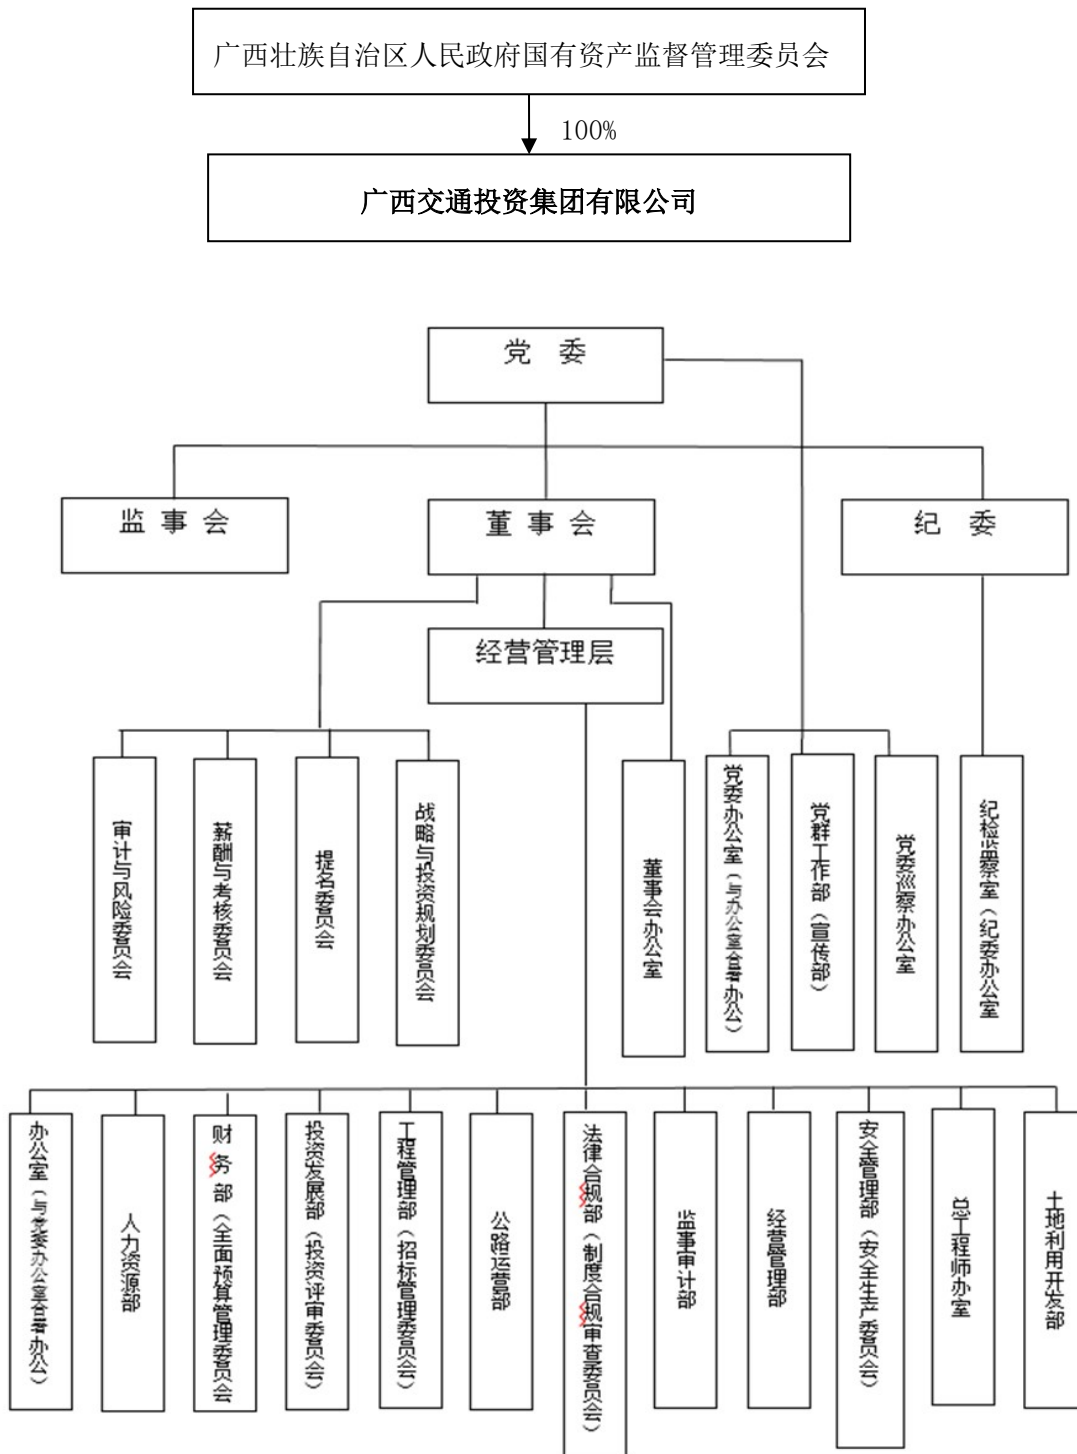 广西壮族自治区人民政府国有资产监督管理委员会
100%
广西交通投资集团有限公司
党 委
监 事 会
董 事 会
纪 委
经营管理层
审计与风险委员会
薪酬与考核委员会
提名委员会
战略与投资规划委员会
董事会办公室
党委办公室（与办公室合署办公）
党群工作部（宣传部）
党委巡察办公室
纪检监察室（纪委办公室
办公室（与党委办公室合署办公）
人力资源部
财务部（全面预算管理委员会
投资发展部（投资评审委员会）
工程管理部（招标管理委员会）
公路运营部
法律合规部（制度合规审查委员会）
监事审计部
经营管理部
安全管理部（安全生产委员会）
总工程师办室
土地利用开发部